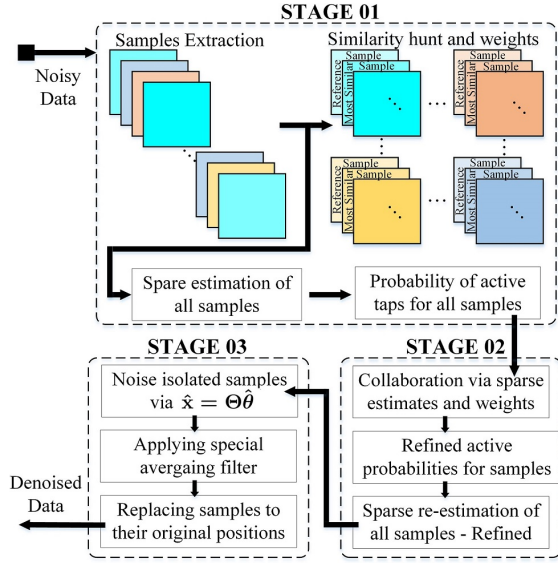 STAGE 01
Samples Extraction
Similarity hunt and weights
Noisy
Data
Sample
Sample
Reference
Most Similar
Sample
Sample
Reference
Most Similar
Sample
Sample
Reference
Most Similar
Sample
Sample
Reference
Most Similar
Spare estimation of
all samples
Probability of active
taps for all samples
STAGE 03
Noise isolated samples
via x̂ = Θθ̂
Applying special
avergaing filter
Replacing samples to
their original positions
Denoised
Data
STAGE 02
Collaboration via sparse
estimates and weights
Refined active
probabilities for samples
Sparse re-estimation of
all samples - Refined